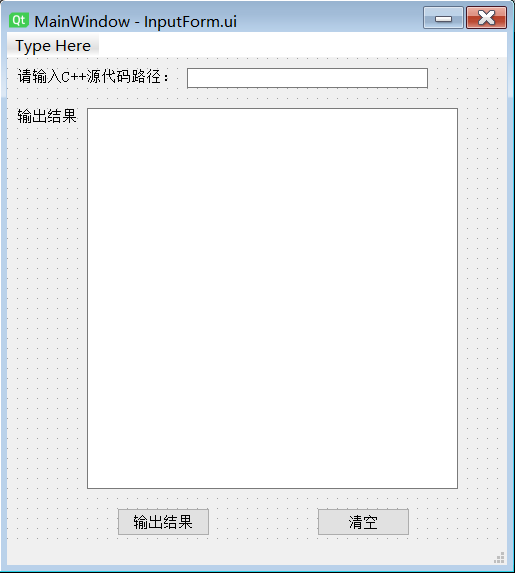 Qt MainWindow - InputForm.ui
Type Here
请输入C++源代码路径：
输出结果
输出结果 清空